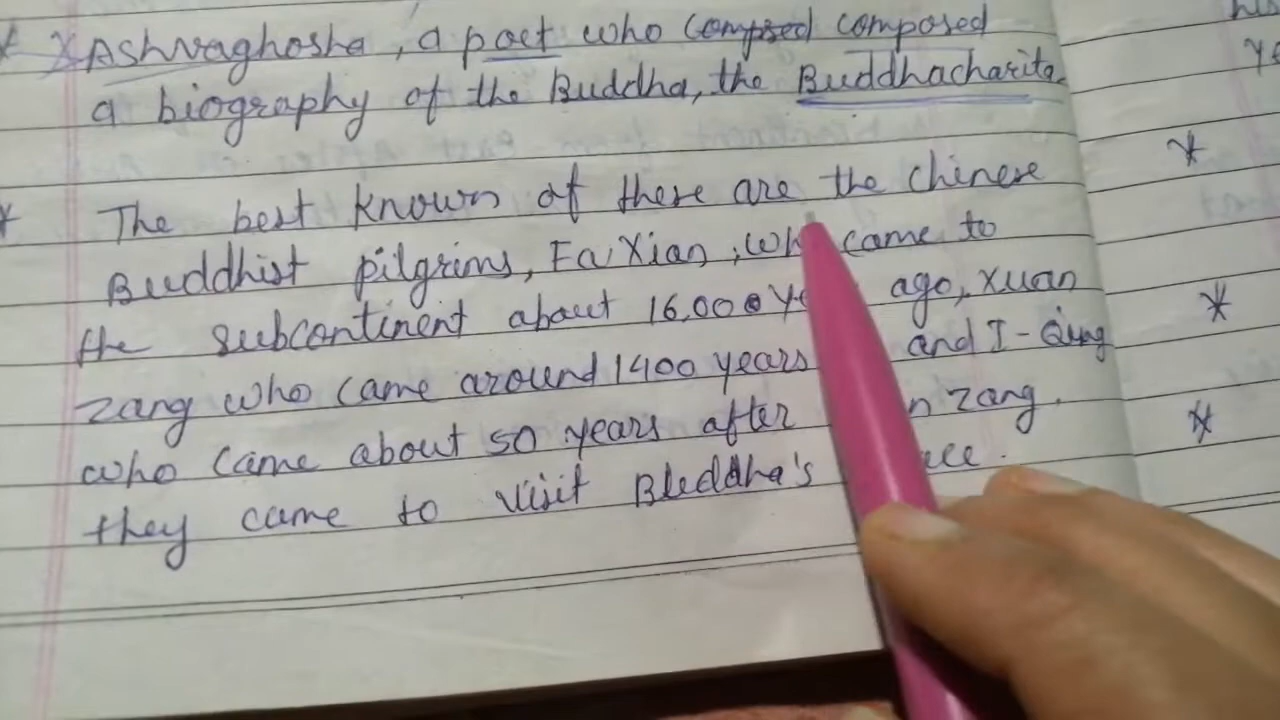 Ashvaghosha, a poet who composed composed
a biography of the Buddha, the Buddhacharita
The best known of these are the chinese
Buddhist pilgrims, Fa Xian, who came to
the subcontinent about 16,000 ago, Xuan
zang who came around 1400 years and I-Qing
who came about 50 years after zang.
they came to visit Buddha's